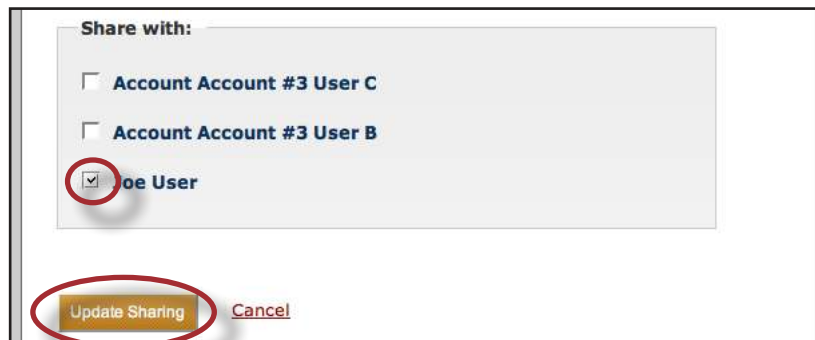 Share with:
Account Account #3 User C
Account Account #3 User B
Joe User
Update Sharing Cancel